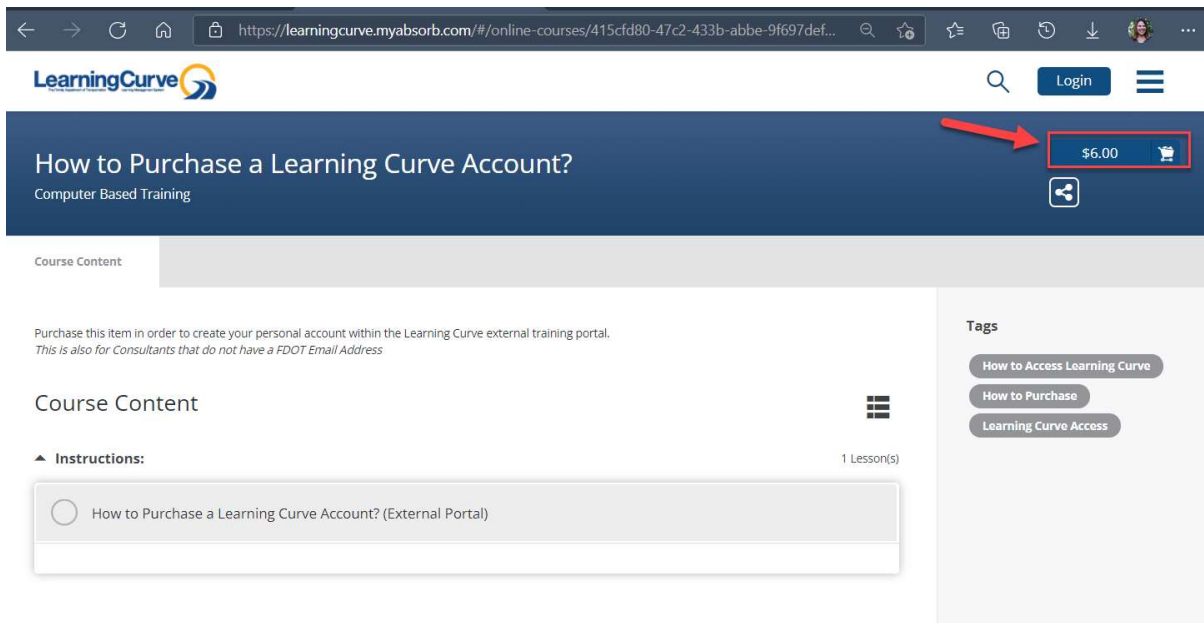 https://learningcurve.myabsorb.com/#/online-courses/415cfd80-47c2-433b-abbe-9f697def...
LearningCurve
Login
How to Purchase a Learning Curve Account?
$6.00
Computer Based Training
Course Content
Purchase this item in order to create your personal account within the Learning Curve external training portal.
This is also for Consultants that do not have a FDOT Email Address
Tags
How to Access Learning Curve
How to Purchase
Learning Curve Access
Course Content
Instructions:
1 Lesson(s)
How to Purchase a Learning Curve Account? (External Portal)